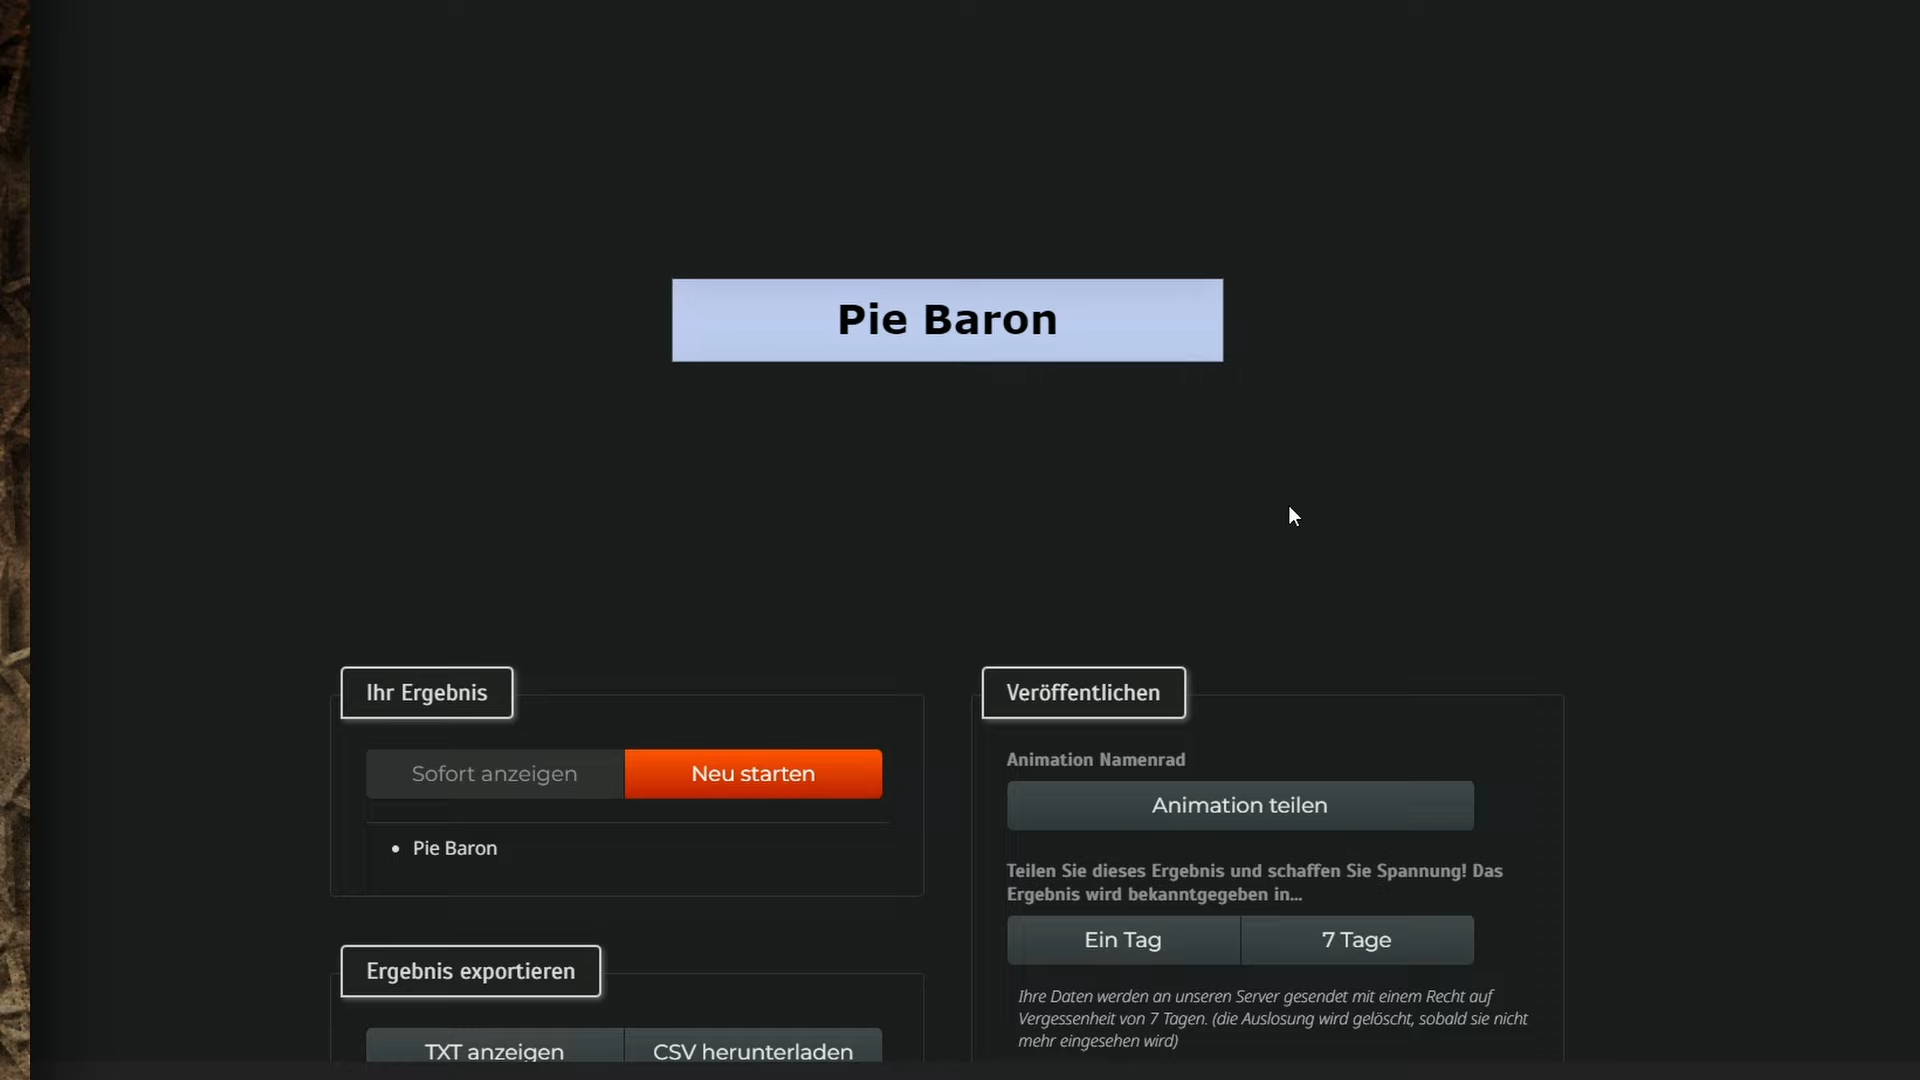 Pie Baron
Ihr Ergebnis
Sofort anzeigen
Neu starten
• Pie Baron
Ergebnis exportieren
TXT anzeigen
CSV herunterladen
Veröffentlichen
Animation Namenrad
Animation teilen
Teilen Sie dieses Ergebnis und schaffen Sie Spannung! Das
Ergebnis wird bekanntgegeben in...
Ein Tag
7 Tage
Ihre Daten werden an unseren Server gesendet mit einem Recht auf
Vergessenheit von 7 Tagen. (die Auslosung wird gelöscht, sobald sie nicht
mehr eingesehen wird)